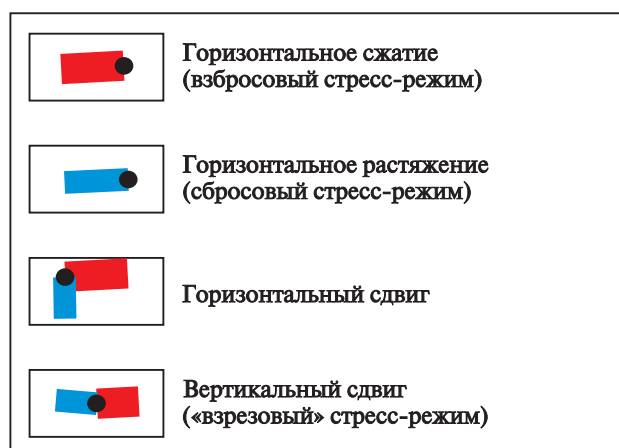 Горизонтальное сжатие
(взбросовый стресс-режим)
Горизонтальное растяжение
(сбросовый стресс-режим)
Горизонтальный сдвиг
Вертикальный сдвиг
(«взрезовый» стресс-режим)